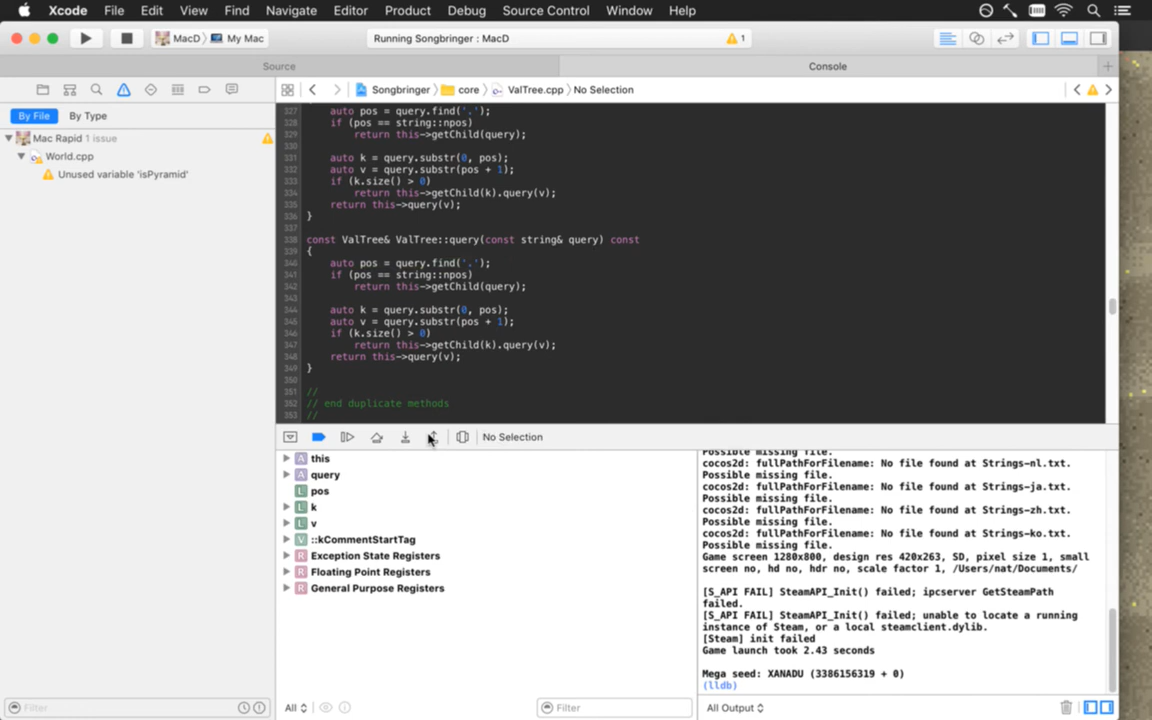 Xcode File Edit View Find Navigate Editor Product Debug Source Control Window Help
MacD My Mac Running Songbringer : MacD 1
Source Console
Songbringer core ValTree.cpp No Selection
By File By Type
Mac Rapid 1 issue
World.cpp
Unused variable 'isPyramid'
327 auto pos = query.find('.');
328 if (pos == string::npos)
329 return this->getChild(query);
330
331 auto k = query.substr(0, pos);
332 auto v = query.substr(pos + 1);
333 if (k.size() > 0)
334 return this->getChild(k).query(v);
335 return this->query(v);
336 }
337
338 const ValTree& ValTree::query(const string& query) const
339 {
340 auto pos = query.find('.');
341 if (pos == string::npos)
342 return this->getChild(query);
343
344 auto k = query.substr(0, pos);
345 auto v = query.substr(pos + 1);
346 if (k.size() > 0)
347 return this->getChild(k).query(v);
348 return this->query(v);
349 }
350
351 //
352 // end duplicate methods
353 //
No Selection
A this
A query
L pos
L k
L v
V ::kCommentStartTag
R Exception State Registers
R Floating Point Registers
R General Purpose Registers
Possible missing file.
cocos2d: fullPathForFilename: No file found at Strings-nl.txt.
Possible missing file.
cocos2d: fullPathForFilename: No file found at Strings-ja.txt.
Possible missing file.
cocos2d: fullPathForFilename: No file found at Strings-zh.txt.
Possible missing file.
cocos2d: fullPathForFilename: No file found at Strings-ko.txt.
Possible missing file.
Game screen 1280x800, design res 420x263, SD, pixel size 1, small
screen no, hd no, hdr no, scale factor 1, /Users/nat/Documents/
[S_API FAIL] SteamAPI_Init() failed; ipcserver GetSteamPath
failed.
[S_API FAIL] SteamAPI_Init() failed; unable to locate a running
instance of Steam, or a local steamclient.dylib.
[Steam] init failed
Game launch took 2.43 seconds
Mega seed: XANADU (3386156319 + 0)
(lldb)
Filter All Filter All Output